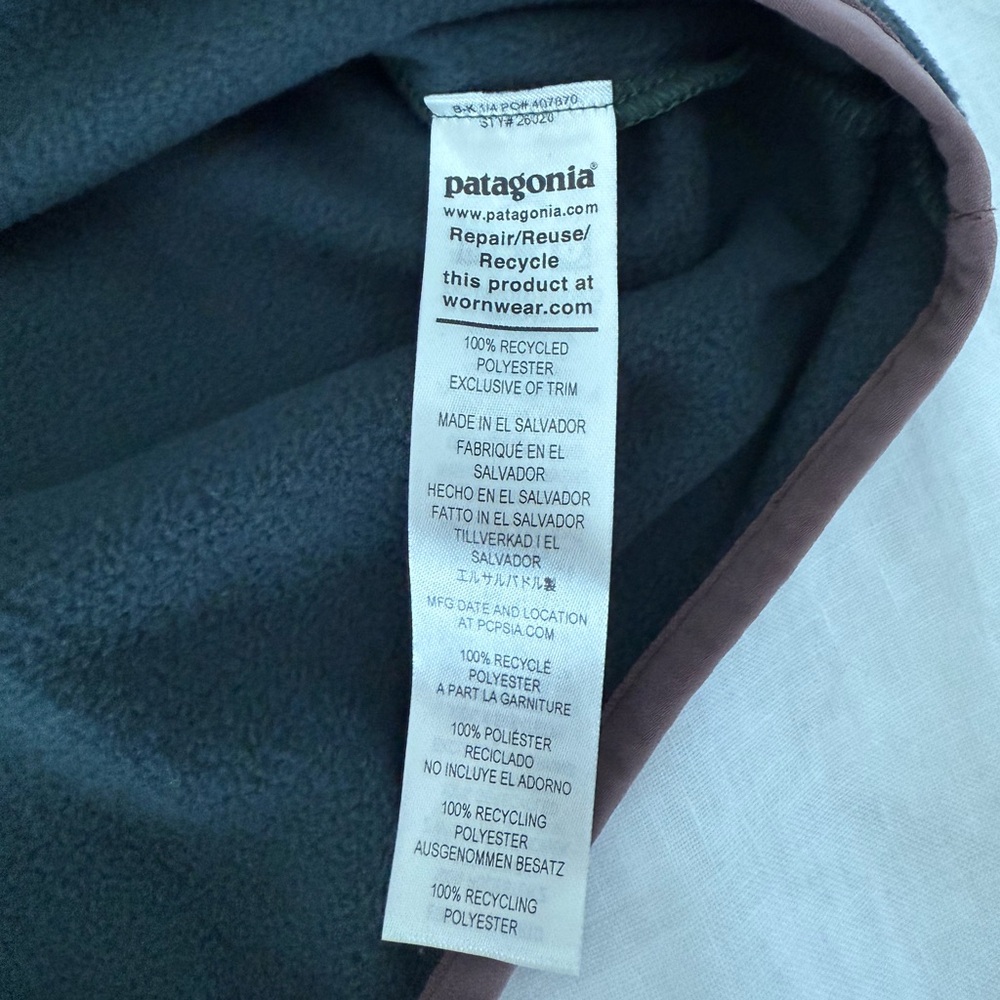 B-K 1/4 PO# 407870
STY# 26020
patagonia®
www.patagonia.com
Repair/Reuse/
Recycle
this product at
wornwear.com
100% RECYCLED
POLYESTER
EXCLUSIVE OF TRIM
MADE IN EL SALVADOR
FABRIQUÉ EN EL
SALVADOR
HECHO EN EL SALVADOR
FATTO IN EL SALVADOR
TILLVERKAD I EL
SALVADOR
エルサルバドル製
MFG DATE AND LOCATION
AT PCPSIA.COM
100% RECYCLÉ
POLYESTER
A PART LA GARNITURE
100% POLIÉSTER
RECICLADO
NO INCLUYE EL ADORNO
100% RECYCLING
POLYESTER
AUSGENOMMEN BESATZ
100% RECYCLING
POLYESTER